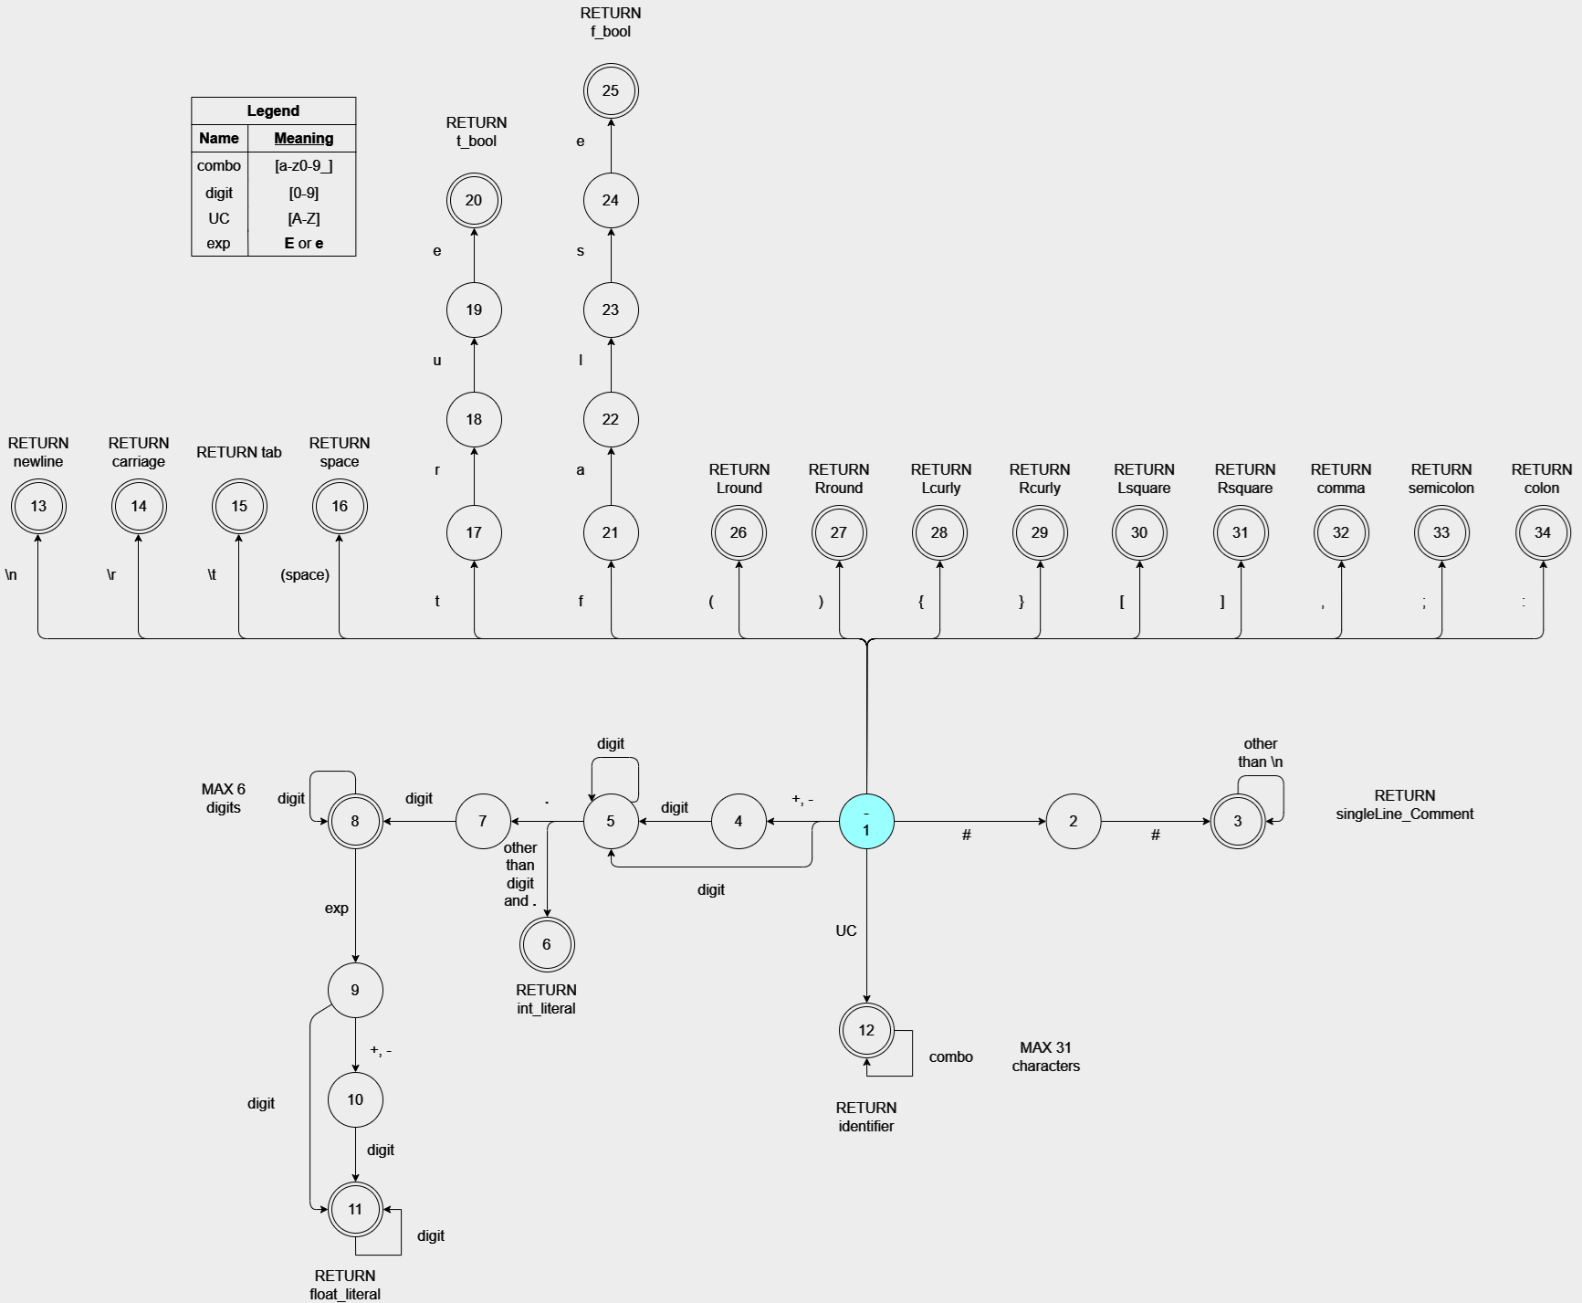 RETURN
f_bool
25
e
Legend
Name Meaning
combo [a-z0-9_]
digit [0-9]
UC [A-Z]
exp E or e
RETURN
t_bool
20
e
24
s
19
u
23
l
18
r
22
a
RETURN
newline
13
\n
RETURN
carriage
14
\r
RETURN tab
15
\t
RETURN
space
16
(space)
17
t
21
f
RETURN
Lround
26
(
RETURN
Rround
27
)
RETURN
Lcurly
28
{
RETURN
Rcurly
29
}
RETURN
Lsquare
30
[
RETURN
Rsquare
31
]
RETURN
comma
32
,
RETURN
semicolon
33
;
RETURN
colon
34
:
MAX 6
digits
digit
8
digit
7
.
digit
5
digit
4
+, -
-
1
#
2
#
other
than \n
3
RETURN
singleLine_Comment
other
than
digit
and .
digit
6
RETURN
int_literal
exp
9
+, -
digit
10
digit
11
digit
RETURN
float_literal
UC
12
combo
MAX 31
characters
RETURN
identifier